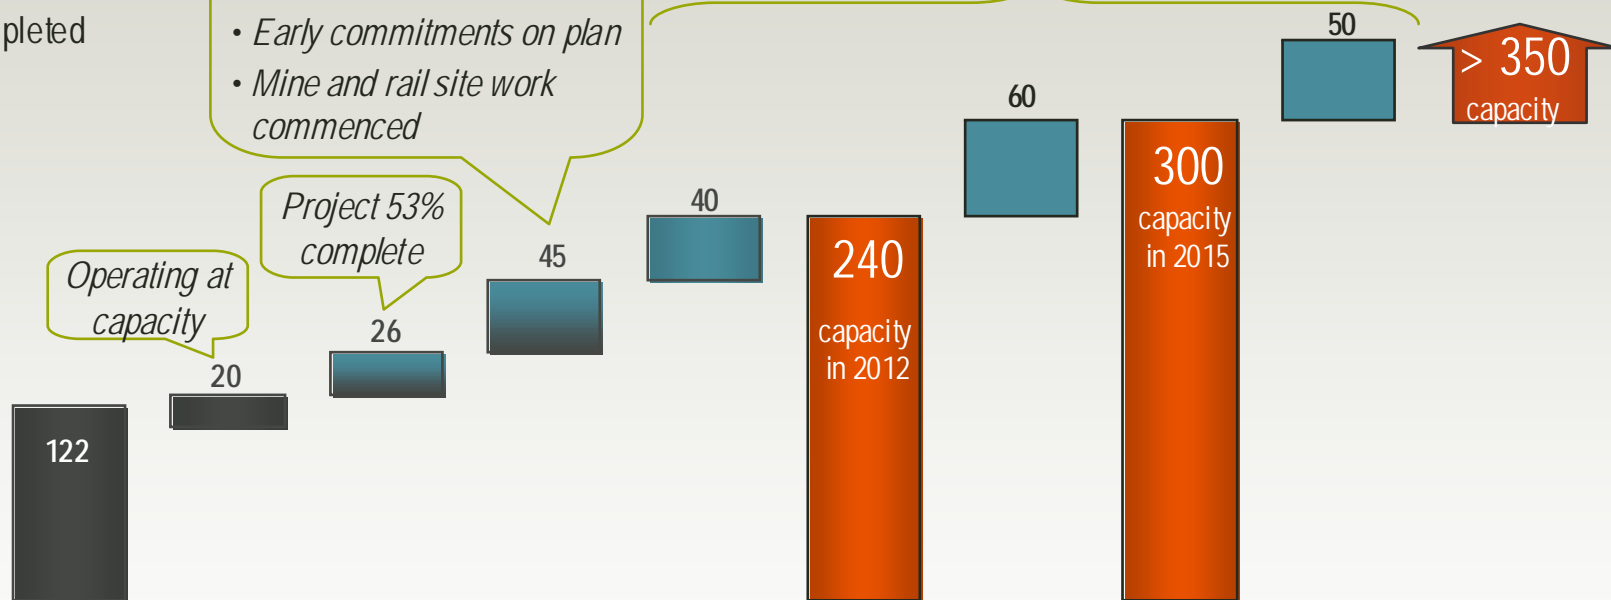 pleted
• Early commitments on plan
• Mine and rail site work
commenced
50
> 350
capacity
60
300
capacity
in 2015
Project 53%
complete
40
240
capacity
in 2012
45
Operating at
capacity
26
20
122